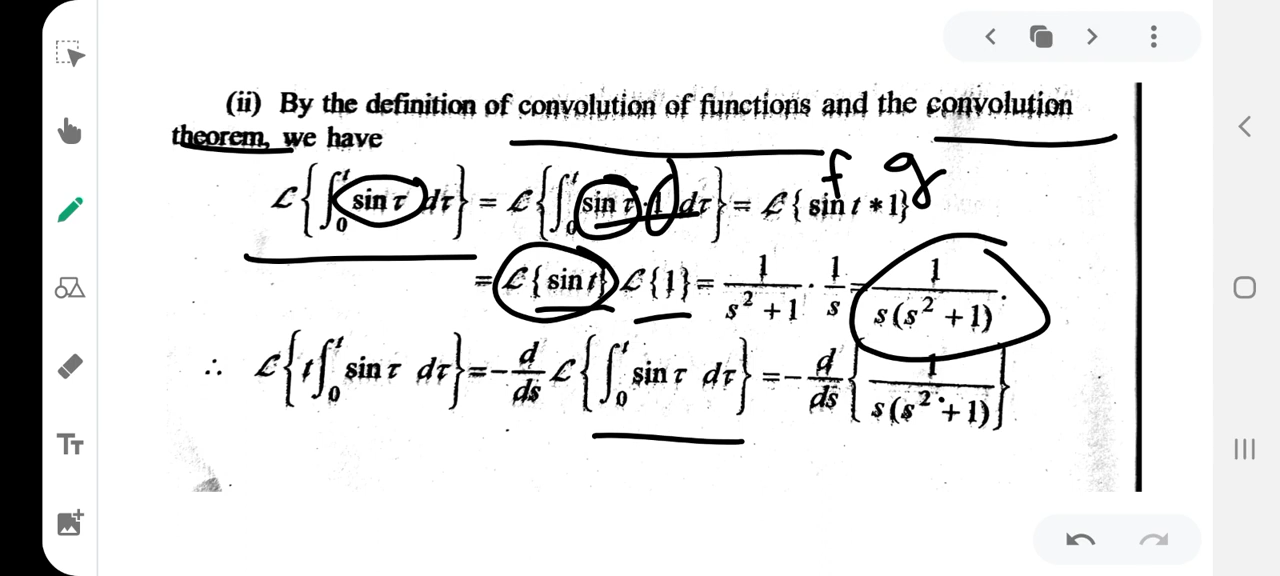 (ii) By the definition of convolution of functions and the convolution
theorem, we have
f g
ℒ{∫₀ᵗ sin τ dτ} = ℒ{∫₀ᵗ sin τ · 1 dτ} = ℒ{sin t * 1}
= ℒ{sin t} ℒ{1} = 1/(s² + 1) · 1/s = 1/(s(s² + 1)).
∴ ℒ{t∫₀ᵗ sin τ dτ} = −d/ds ℒ{∫₀ᵗ sin τ dτ} = −d/ds {1/(s(s² + 1))}
Tт